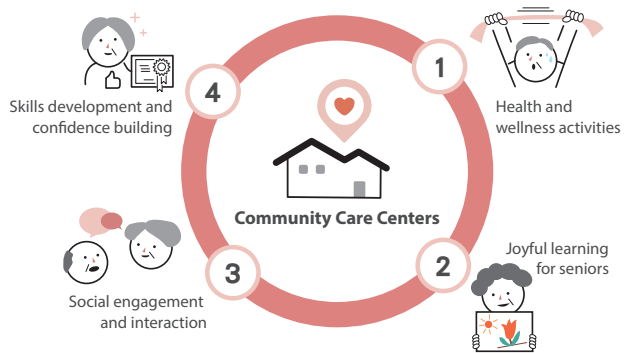 1
Health and
wellness activities
2
Joyful learning
for seniors
3
Social engagement
and interaction
4
Skills development and
confidence building
Community Care Centers